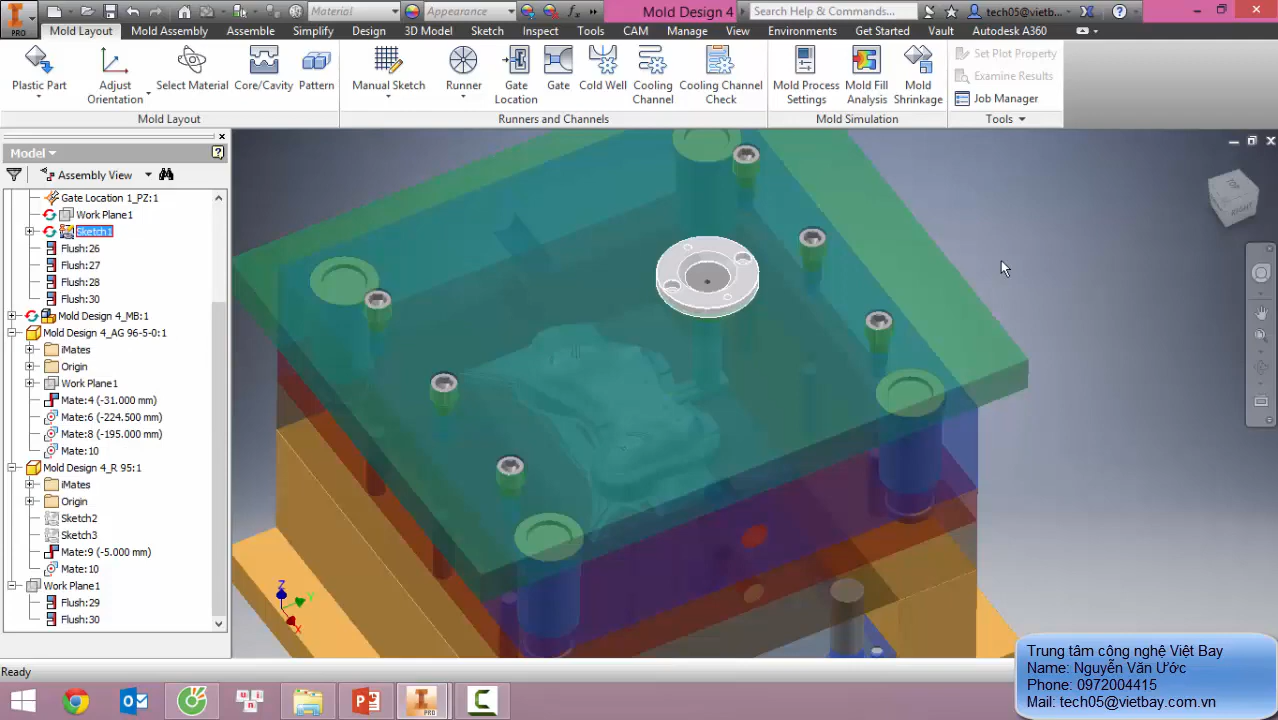 Material
Appearance
Mold Design 4
Search Help & Commands...
tech05@vietb...
PRO
Mold Layout
Mold Assembly
Assemble
Simplify
Design
3D Model
Sketch
Inspect
Tools
CAM
Manage
View
Environments
Get Started
Vault
Autodesk A360
Plastic Part
Adjust Orientation
Select Material
Core/Cavity
Pattern
Manual Sketch
Runner
Gate Location
Gate
Cold Well
Cooling Channel
Cooling Channel Check
Mold Process Settings
Mold Fill Analysis
Mold Shrinkage
Set Plot Property
Examine Results
Job Manager
Mold Layout
Runners and Channels
Mold Simulation
Tools
Model
Assembly View
Gate Location 1_PZ:1
Work Plane1
Sketch1
Flush:26
Flush:27
Flush:28
Flush:30
Mold Design 4_MB:1
Mold Design 4_AG 96-5-0:1
iMates
Origin
Work Plane1
Mate:4 (-31.000 mm)
Mate:6 (-224.500 mm)
Mate:8 (-195.000 mm)
Mate:10
Mold Design 4_R 95:1
iMates
Origin
Sketch2
Sketch3
Mate:9 (-5.000 mm)
Mate:10
Work Plane1
Flush:29
Flush:30
TOP
RIGHT
Z
Y
X
Ready
Trung tâm công nghệ Việt Bay
Name: Nguyễn Văn Ước
Phone: 0972004415
Mail: tech05@vietbay.com.vn